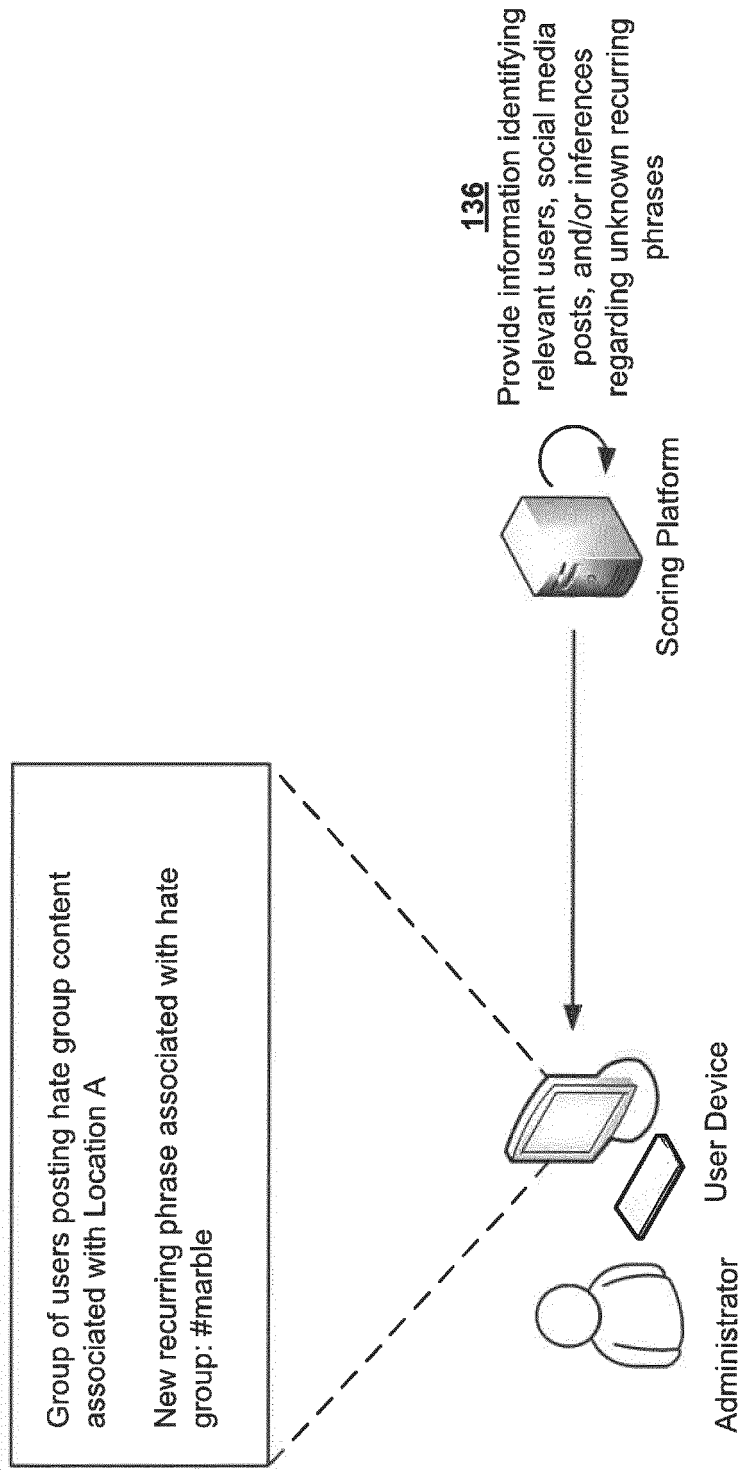 Group of users posting hate group content
associated with Location A
New recurring phrase associated with hate
group: #marble
136
Provide information identifying
relevant users, social media
posts, and/or inferences
regarding unknown recurring
phrases
Administrator
User Device
Scoring Platform